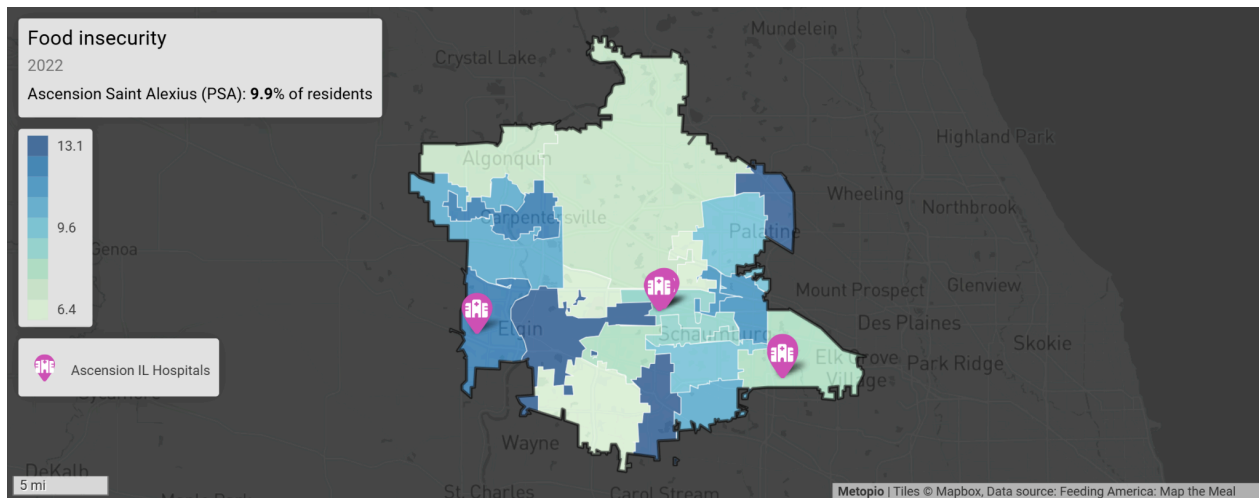 Food insecurity
2022
Ascension Saint Alexius (PSA): 9.9% of residents
13.1
9.6
6.4
Ascension IL Hospitals
Mundelein
Crystal Lake
Highland Park
Algonquin
Wheeling
Northbrook
Carpentersville
Palatine
Genoa
Mount Prospect
Glenview
Elgin
Schaumburg
Des Plaines
Skokie
Elk Grove
Village
Park Ridge
Sycamore
Wayne
DeKalb
St. Charles
Carol Stream
5 mi
Metopio | Tiles © Mapbox, Data source: Feeding America: Map the Meal